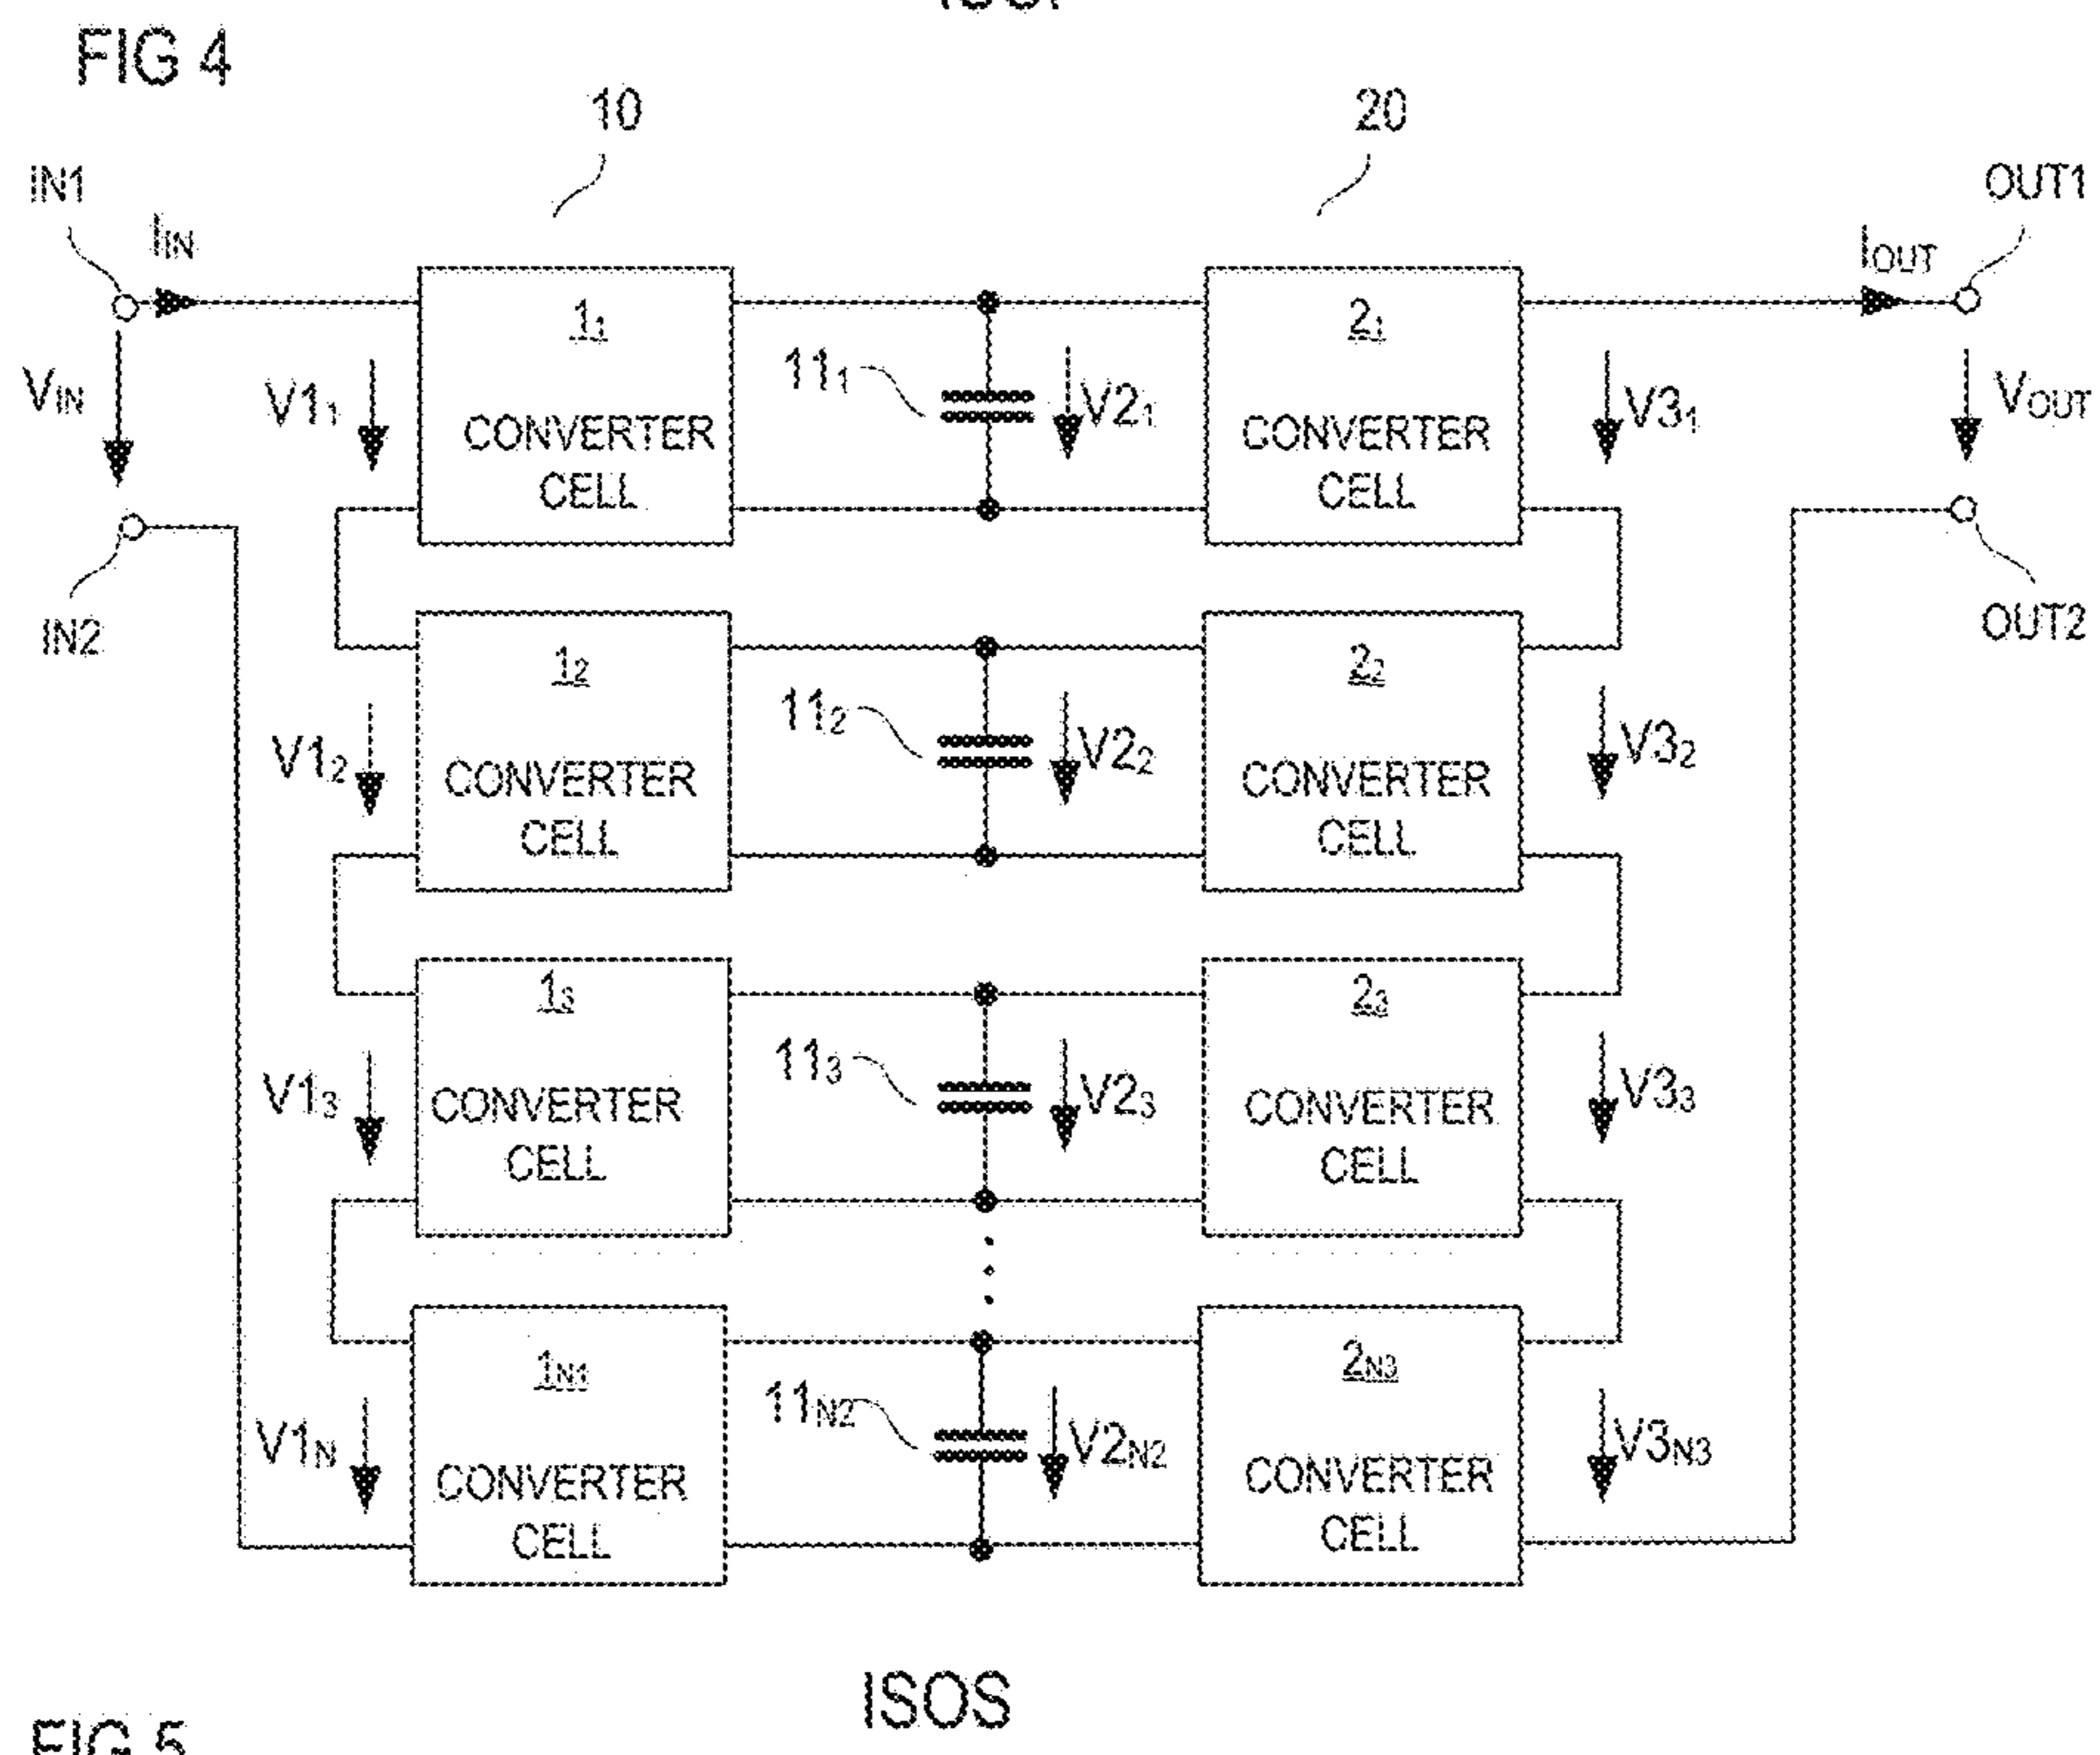 FIG 4
10
20
IN1
IIN
OUT1
IOUT
11
21
VIN
V11
111
V21
V31
VOUT
CONVERTER
CELL
CONVERTER
CELL
IN2
OUT2
12
22
V12
112
V22
V32
CONVERTER
CELL
CONVERTER
CELL
13
23
V13
113
V23
V33
CONVERTER
CELL
CONVERTER
CELL
1N1
2N3
V1N
11N2
V2N2
V3N3
CONVERTER
CELL
CONVERTER
CELL
ISOS
FIG 5